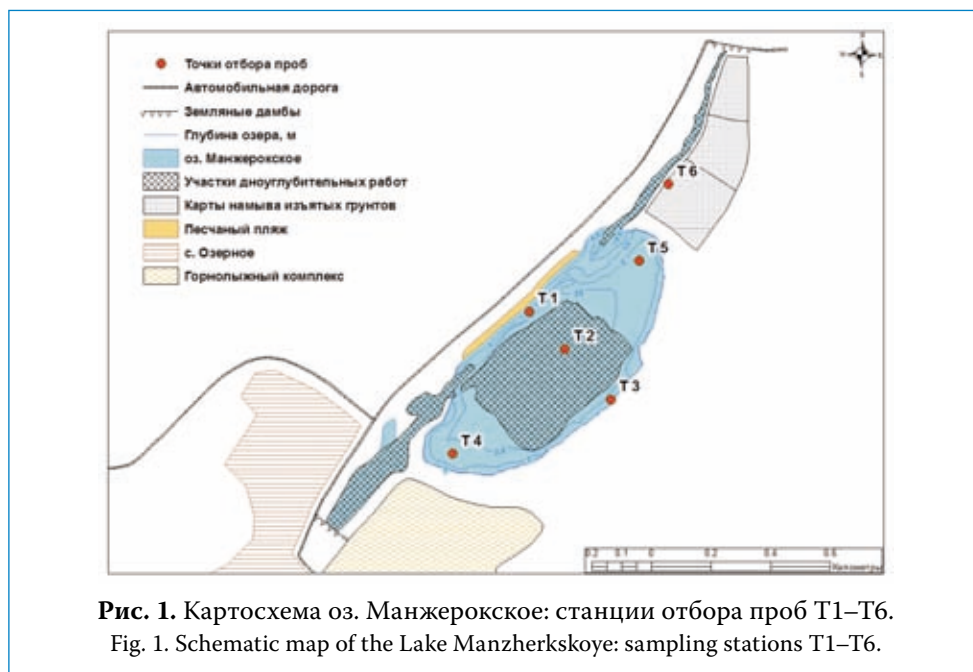 Точки отбора проб
Автомобильная дорога
Земляные дамбы
Глубина озера, м
оз. Манжерокское
Участки дноуглубительных работ
Карты намыва изъятых грунтов
Песчаный пляж
с. Озерное
Горнолыжный комплекс
Т 6
Т 5
Т 1
Т 2
Т 3
Т 4
0.2 0.1 0 0.2 0.4 0.6
Километры
Рис. 1. Картосхема оз. Манжерокское: станции отбора проб Т1–Т6.
Fig. 1. Schematic map of the Lake Manzherkskoye: sampling stations T1–T6.